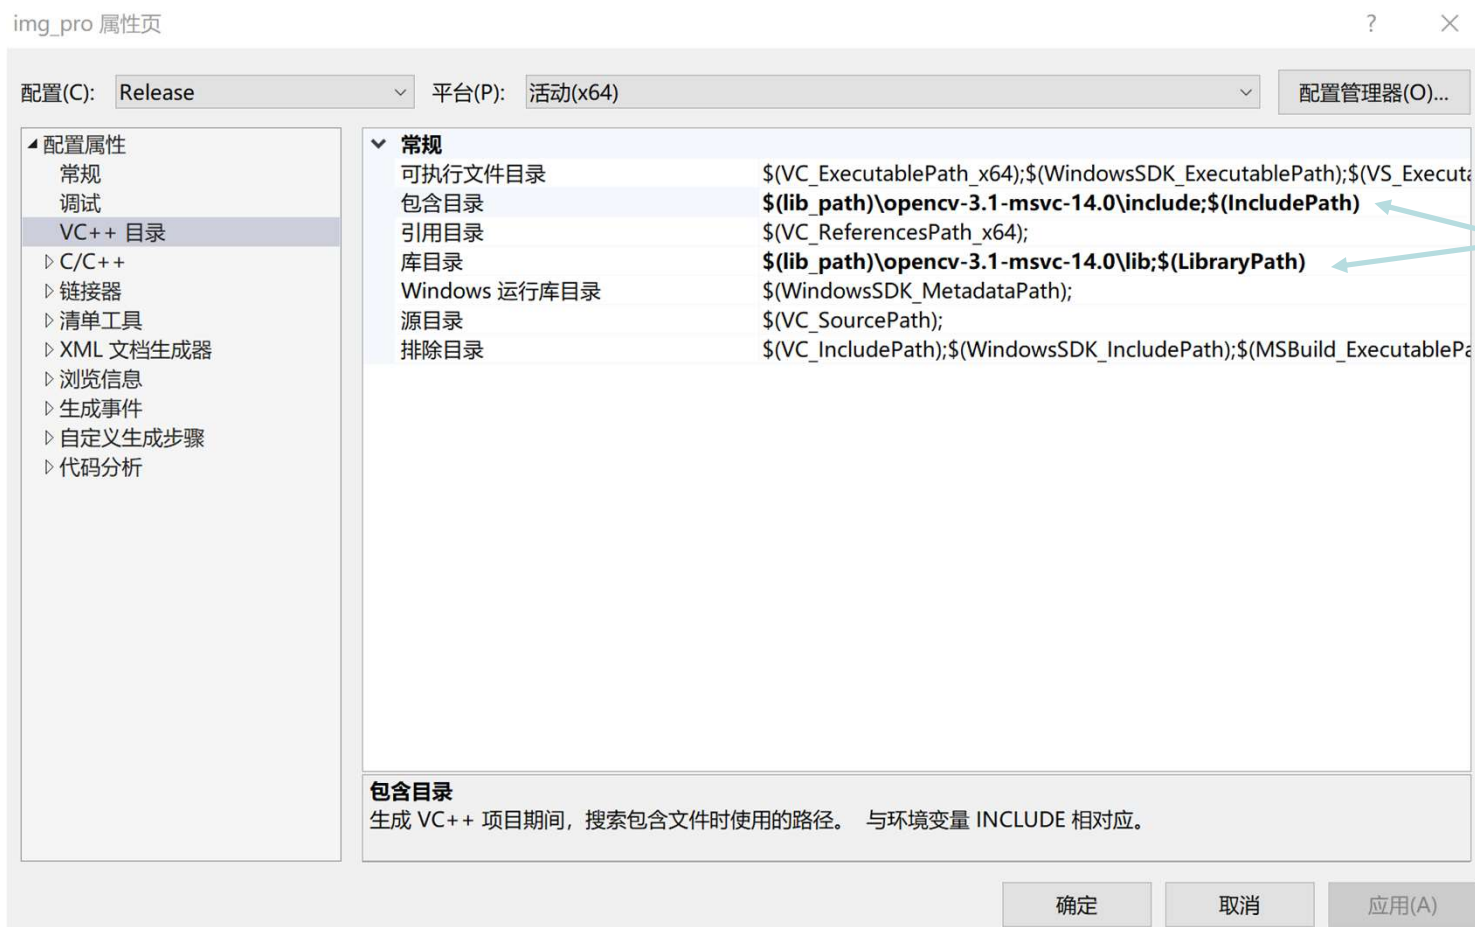 img_pro 属性页
配置(C): Release 平台(P): 活动(x64) 配置管理器(O)...
配置属性
常规
调试
VC++ 目录
C/C++
链接器
清单工具
XML 文档生成器
浏览信息
生成事件
自定义生成步骤
代码分析
常规
可执行文件目录 $(VC_ExecutablePath_x64);$(WindowsSDK_ExecutablePath);$(VS_Executa
包含目录 $(lib_path)\opencv-3.1-msvc-14.0\include;$(IncludePath)
引用目录 $(VC_ReferencesPath_x64);
库目录 $(lib_path)\opencv-3.1-msvc-14.0\lib;$(LibraryPath)
Windows 运行库目录 $(WindowsSDK_MetadataPath);
源目录 $(VC_SourcePath);
排除目录 $(VC_IncludePath);$(WindowsSDK_IncludePath);$(MSBuild_ExecutablePa
包含目录
生成 VC++ 项目期间，搜索包含文件时使用的路径。 与环境变量 INCLUDE 相对应。
确定 取消 应用(A)